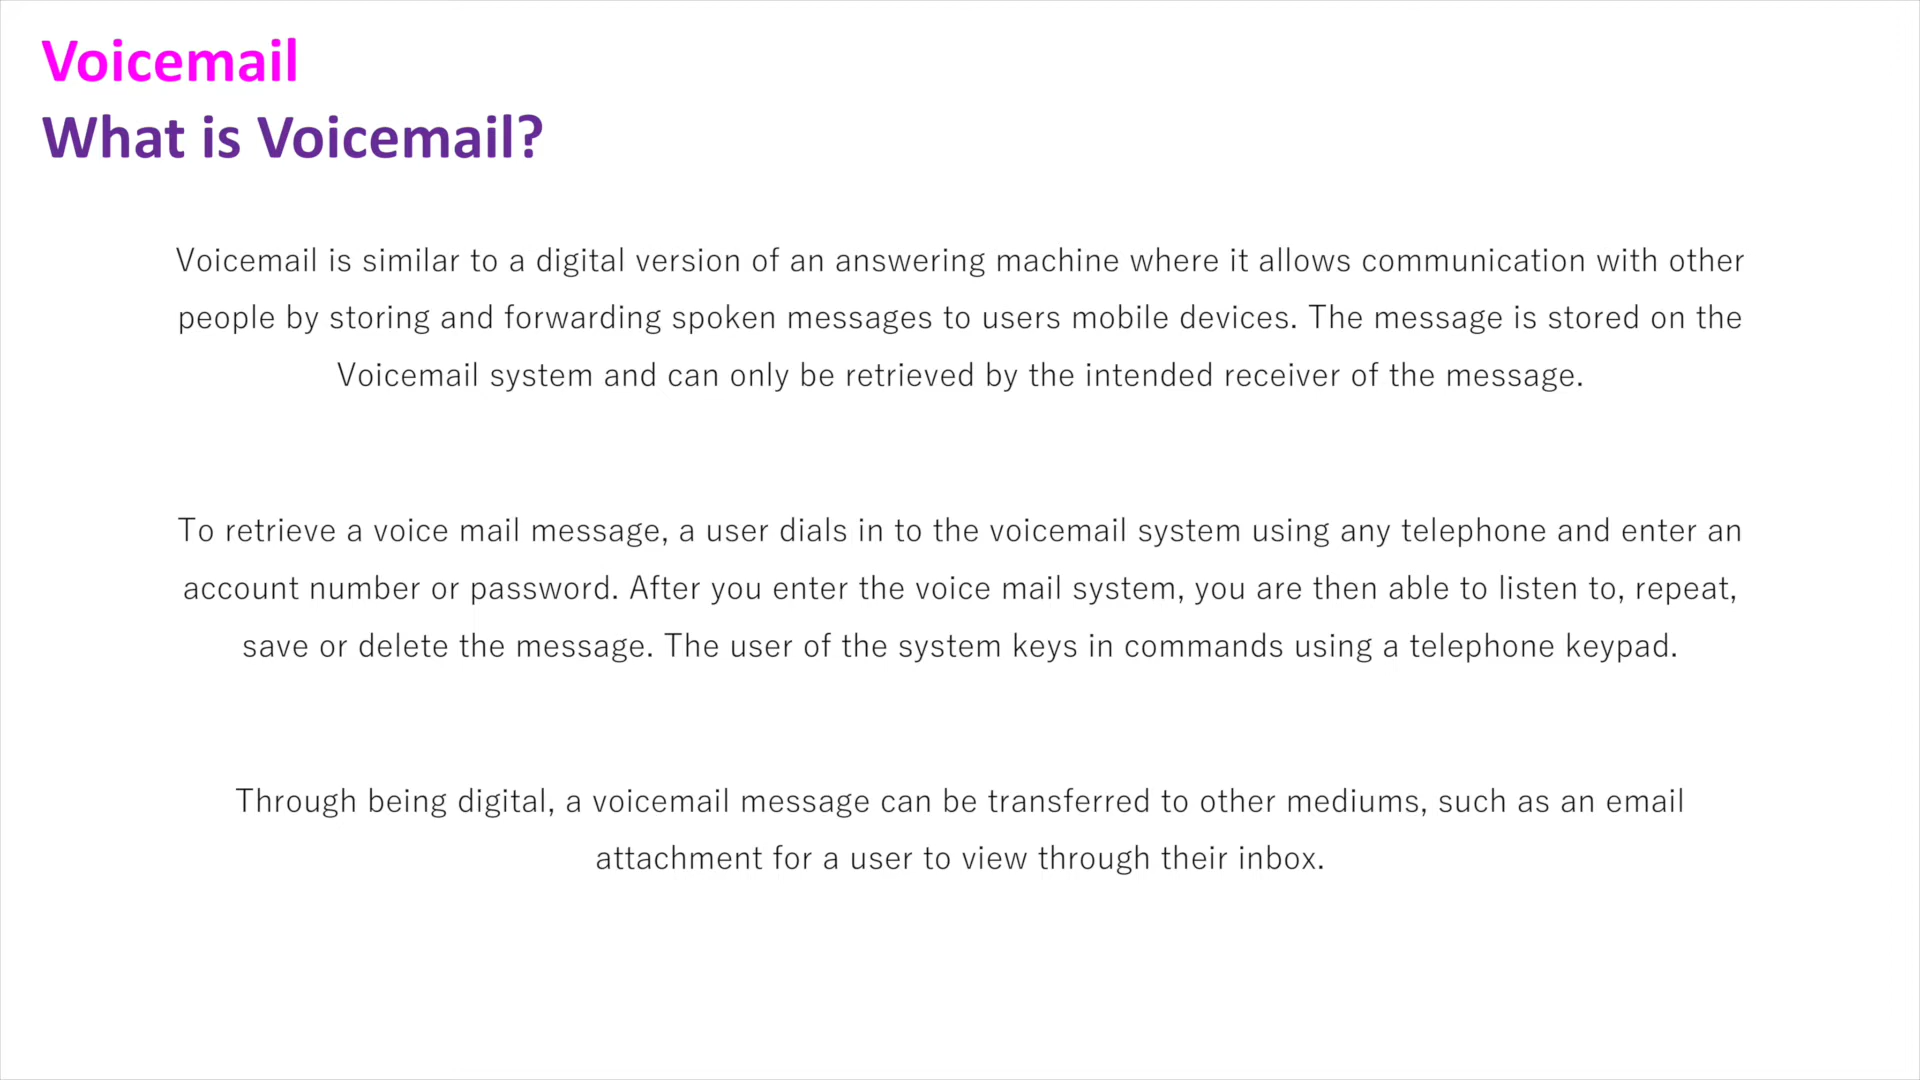 Voicemail
What is Voicemail?
Voicemail is similar to a digital version of an answering machine where it allows communication with other
people by storing and forwarding spoken messages to users mobile devices. The message is stored on the
Voicemail system and can only be retrieved by the intended receiver of the message.
To retrieve a voice mail message, a user dials in to the voicemail system using any telephone and enter an
account number or password. After you enter the voice mail system, you are then able to listen to, repeat,
save or delete the message. The user of the system keys in commands using a telephone keypad.
Through being digital, a voicemail message can be transferred to other mediums, such as an email
attachment for a user to view through their inbox.